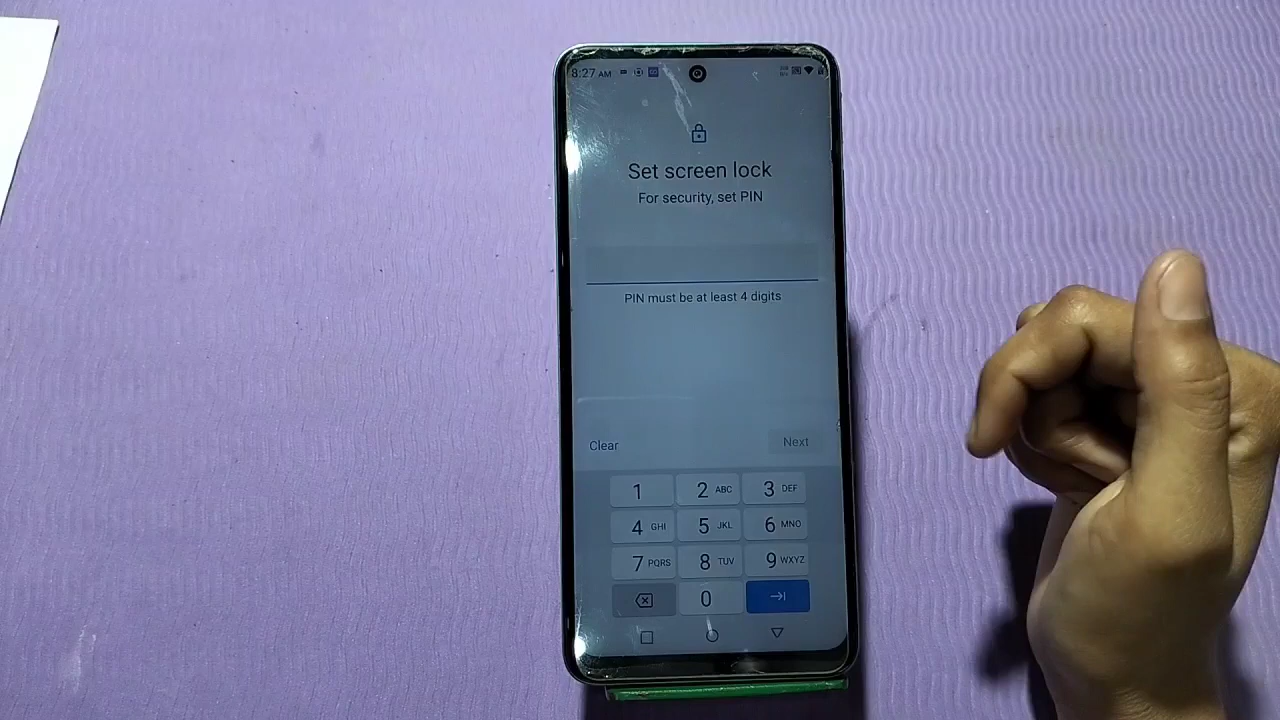 8:27 AM
Set screen lock
For security, set PIN
PIN must be at least 4 digits
Clear
Next
1
2 ABC
3 DEF
4 GHI
5 JKL
6 MNO
7 PQRS
8 TUV
9 WXYZ
0